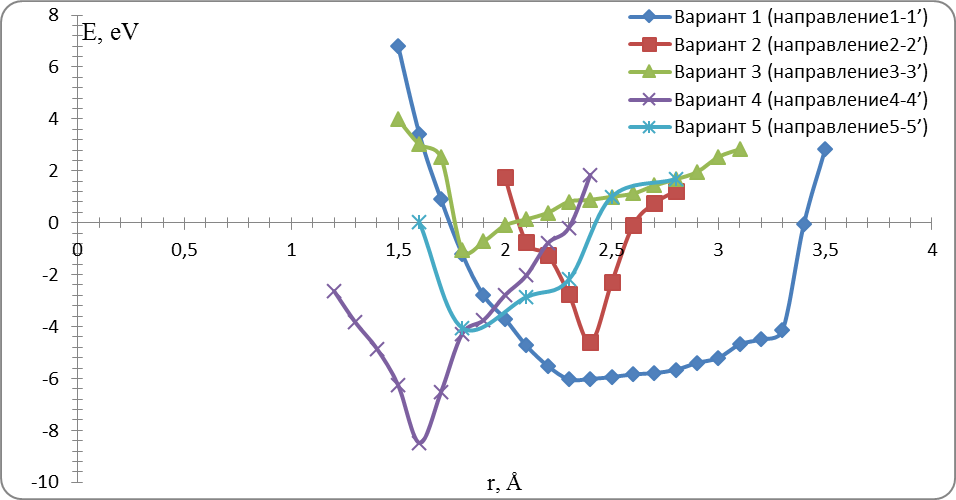 8
E, eV
6
4
2
0
-2
-4
-6
-8
-10
0
0,5
1
1,5
2
2,5
3
3,5
4
r, Å
Вариант 1 (направление1-1’)
Вариант 2 (направление2-2’)
Вариант 3 (направление3-3’)
Вариант 4 (направление4-4’)
Вариант 5 (направление5-5’)